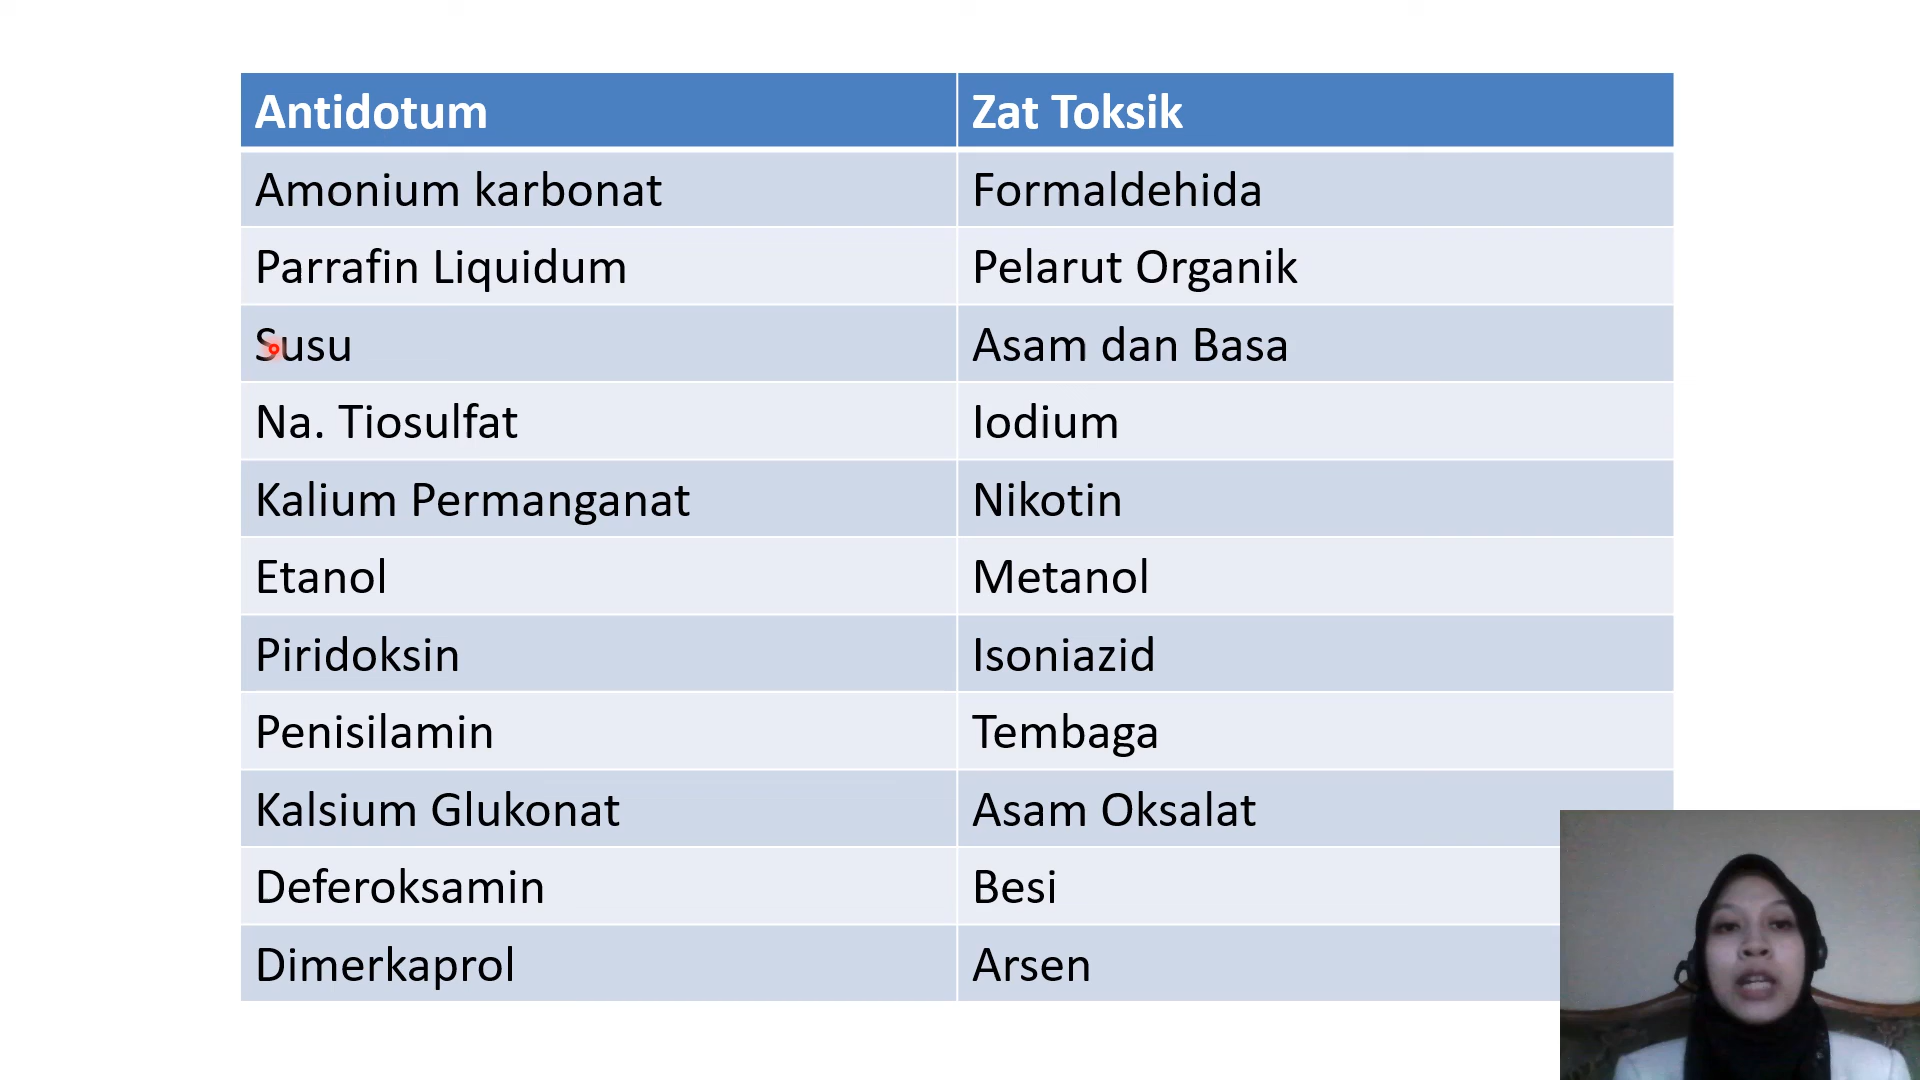 Antidotum Zat Toksik
Amonium karbonat Formaldehida
Parrafin Liquidum Pelarut Organik
Susu Asam dan Basa
Na. Tiosulfat Iodium
Kalium Permanganat Nikotin
Etanol Metanol
Piridoksin Isoniazid
Penisilamin Tembaga
Kalsium Glukonat Asam Oksalat
Deferoksamin Besi
Dimerkaprol Arsen